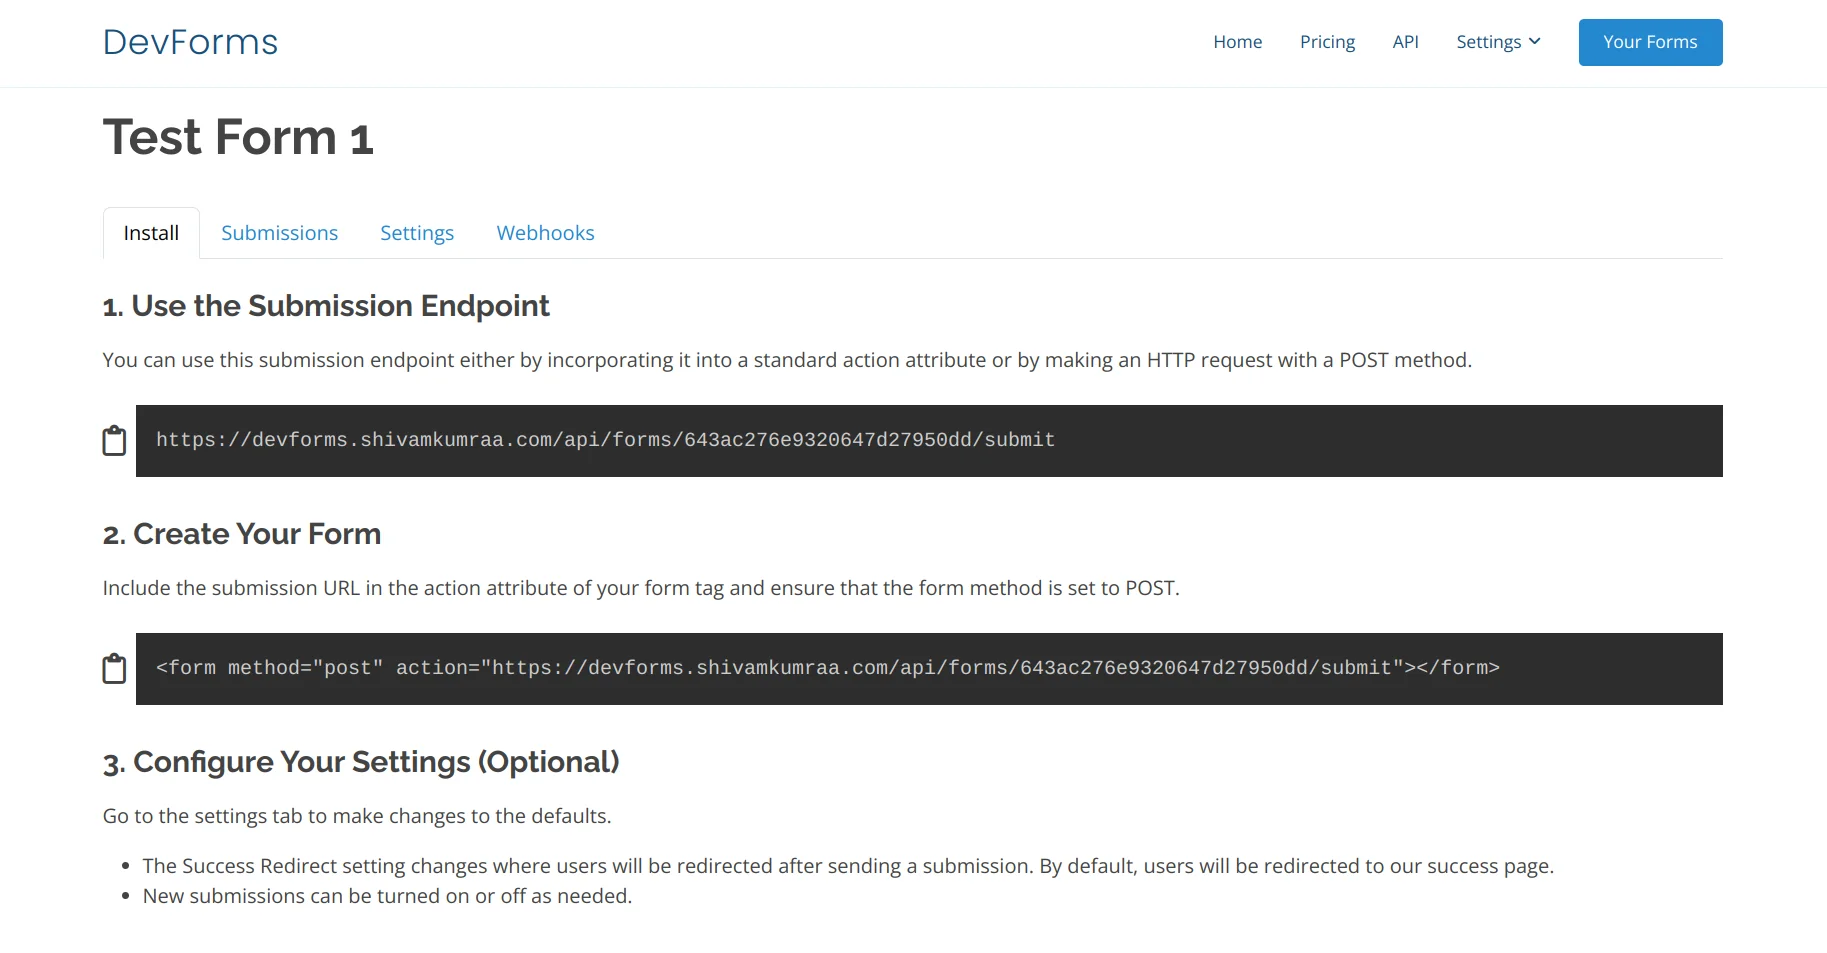 DevForms
Home Pricing API Settings Your Forms
Test Form 1
Install Submissions Settings Webhooks
1. Use the Submission Endpoint
You can use this submission endpoint either by incorporating it into a standard action attribute or by making an HTTP request with a POST method.
https://devforms.shivamkumraa.com/api/forms/643ac276e9320647d27950dd/submit
2. Create Your Form
Include the submission URL in the action attribute of your form tag and ensure that the form method is set to POST.
<form method="post" action="https://devforms.shivamkumraa.com/api/forms/643ac276e9320647d27950dd/submit"></form>
3. Configure Your Settings (Optional)
Go to the settings tab to make changes to the defaults.
• The Success Redirect setting changes where users will be redirected after sending a submission. By default, users will be redirected to our success page.
• New submissions can be turned on or off as needed.